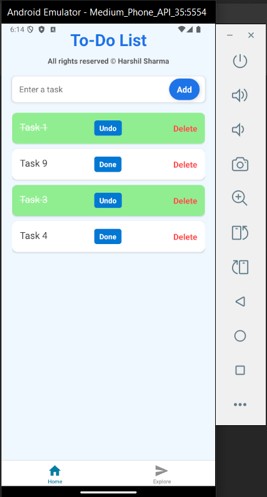 Android Emulator - Medium_Phone_API_35:5554
6:14
To-Do List
All rights reserved © Harshil Sharma
Enter a task Add
Task 1 Undo Delete
Task 9 Done Delete
Task 3 Undo Delete
Task 4 Done Delete
Home Explore